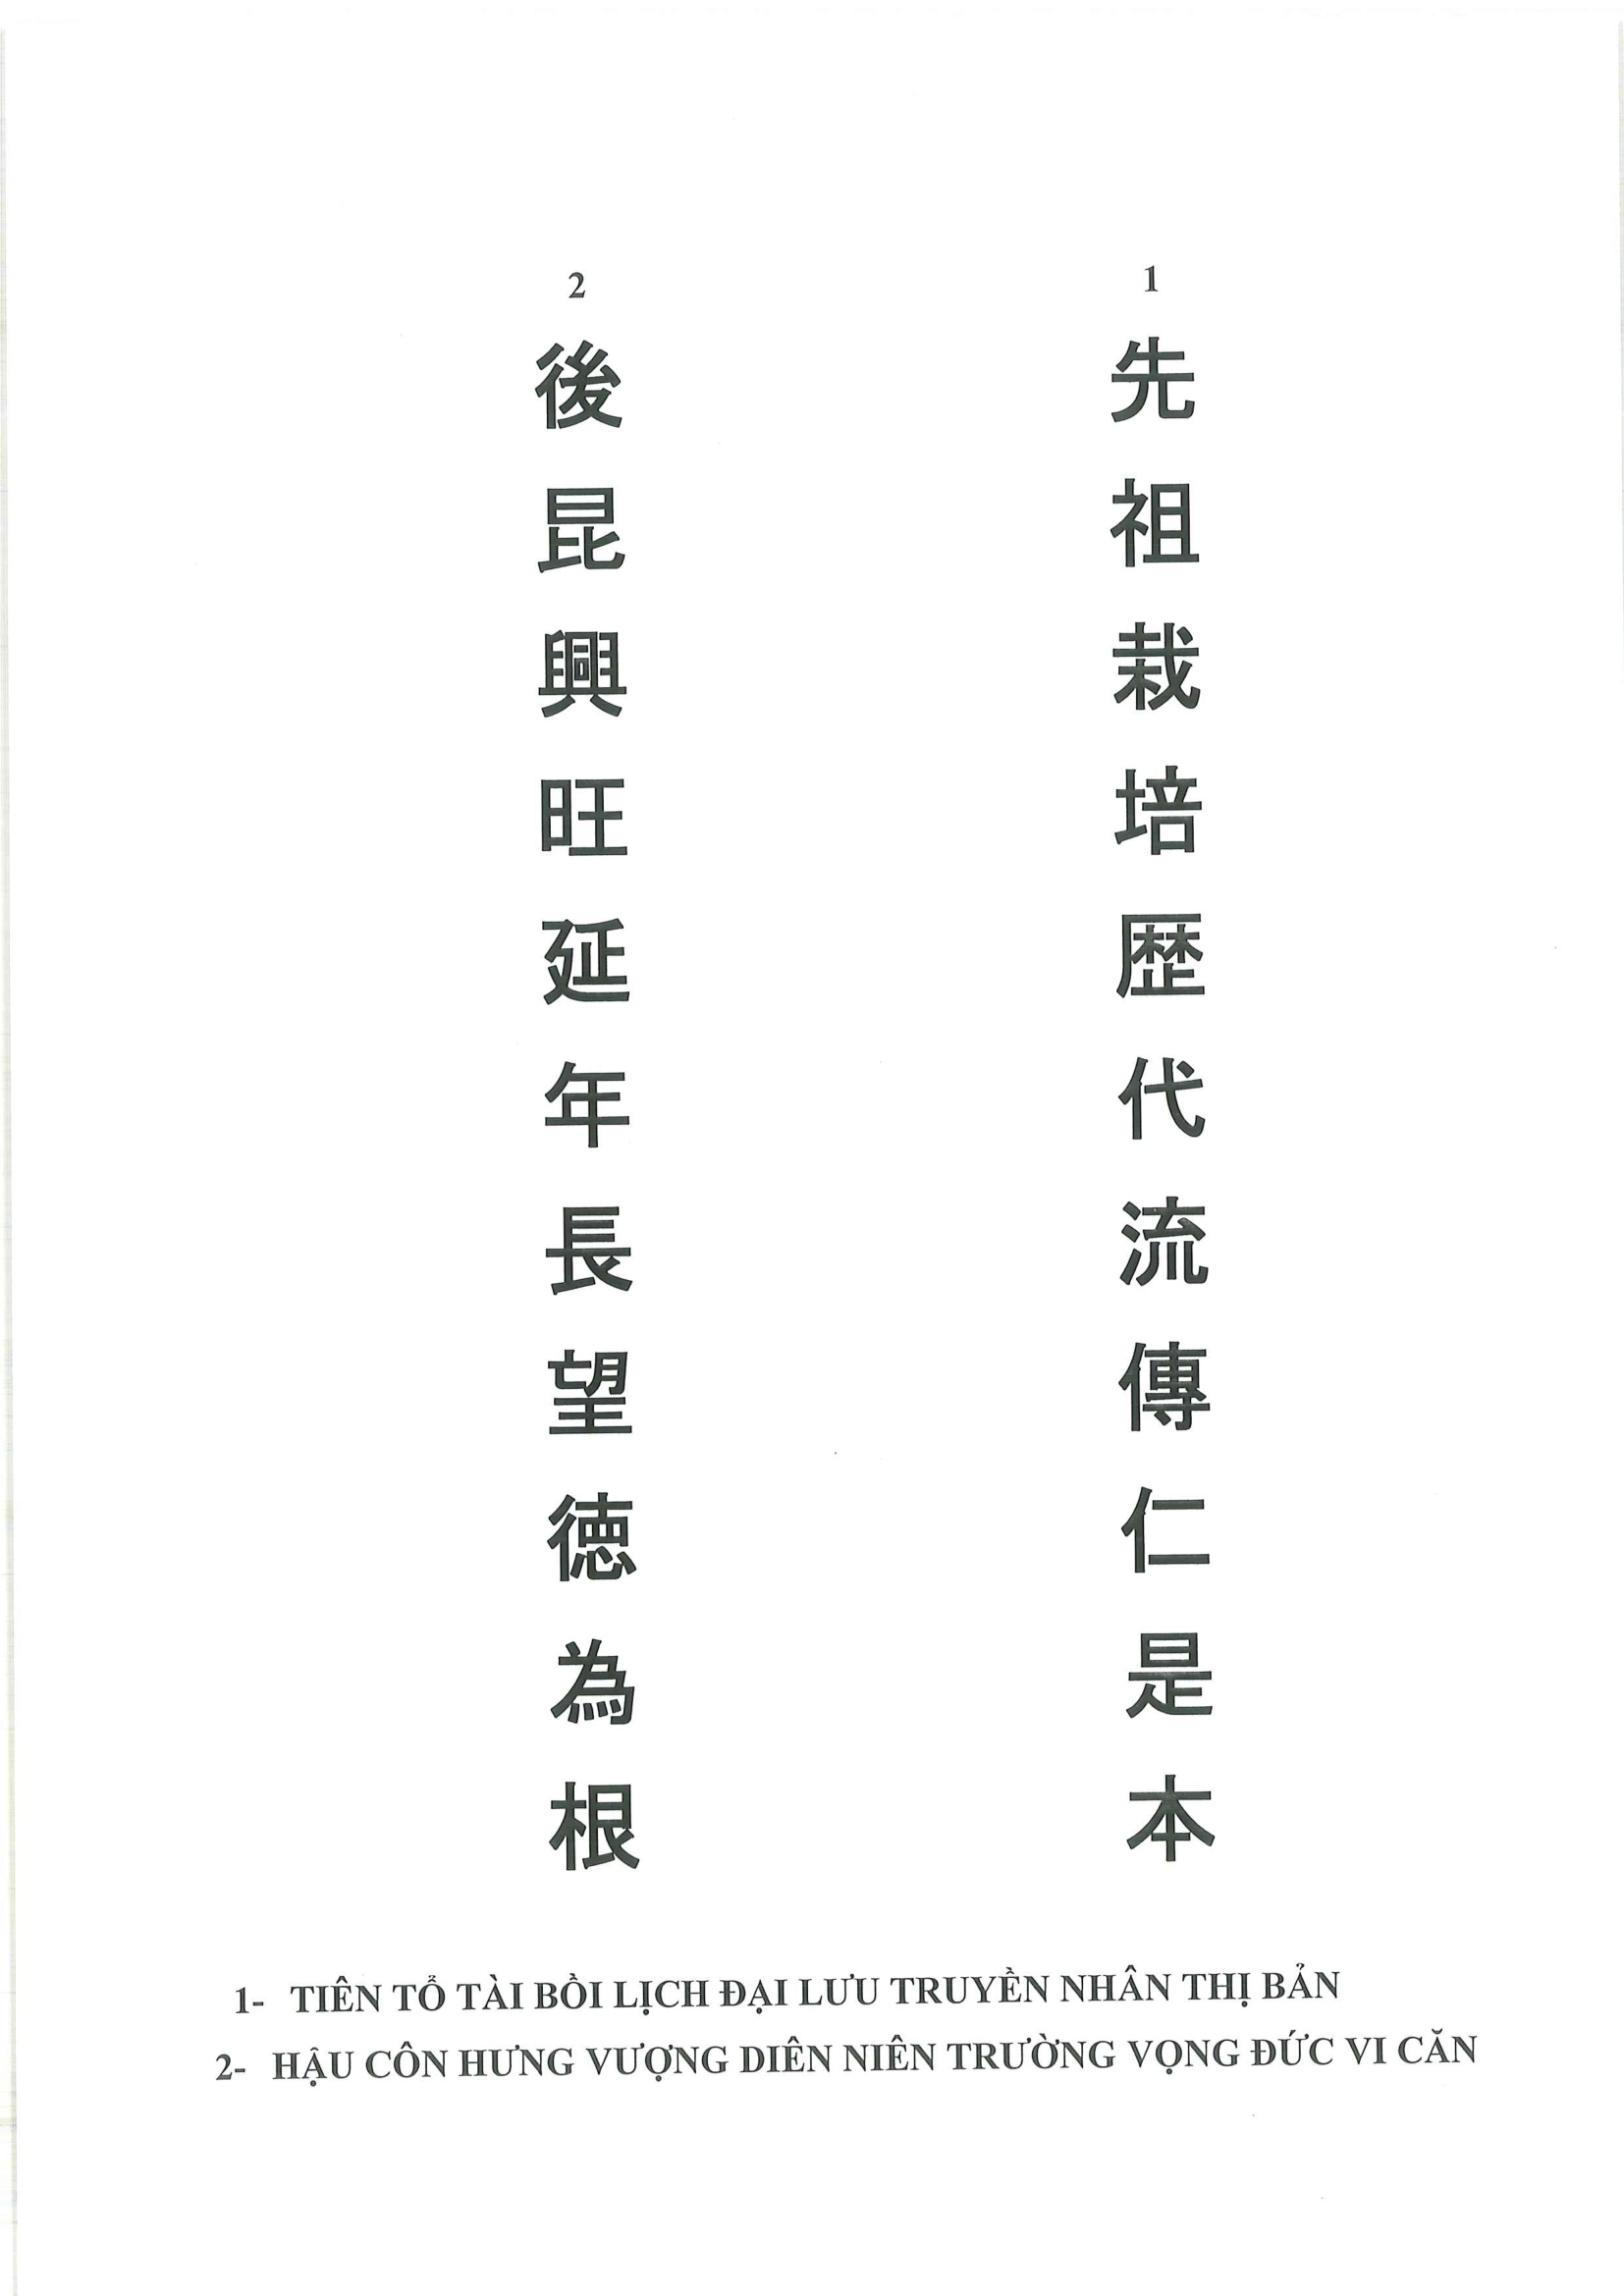 1
先祖栽培歴代流傳仁是本
2
後昆興旺延年長望徳為根
1- TIÊN TỔ TÀI BỒI LỊCH ĐẠI LƯU TRUYỀN NHÂN THỊ BẢN
2- HẬU CÔN HƯNG VƯỢNG DIÊN NIÊN TRƯỜNG VỌNG ĐỨC VI CĂN